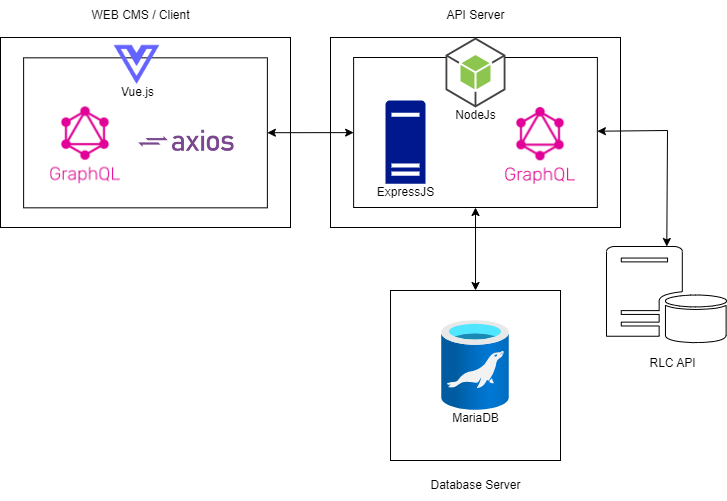 WEB CMS / Client
API Server
Vue.js
NodeJs
GraphQL
axios
ExpressJS
GraphQL
RLC API
MariaDB
Database Server